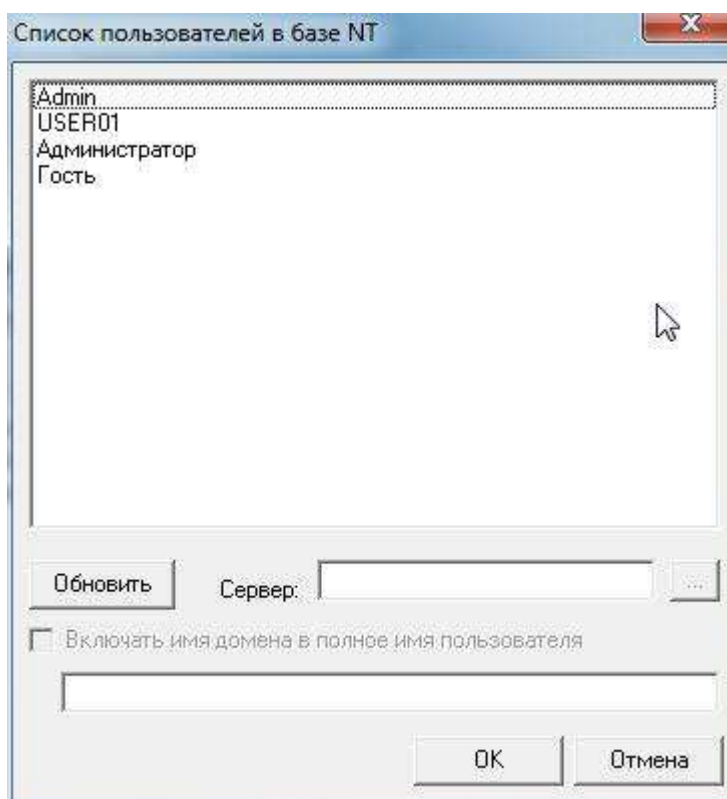 Список пользователей в базе NT
Admin
USER01
Администратор
Гость
Обновить
Сервер:
...
Включать имя домена в полное имя пользователя
OK
Отмена